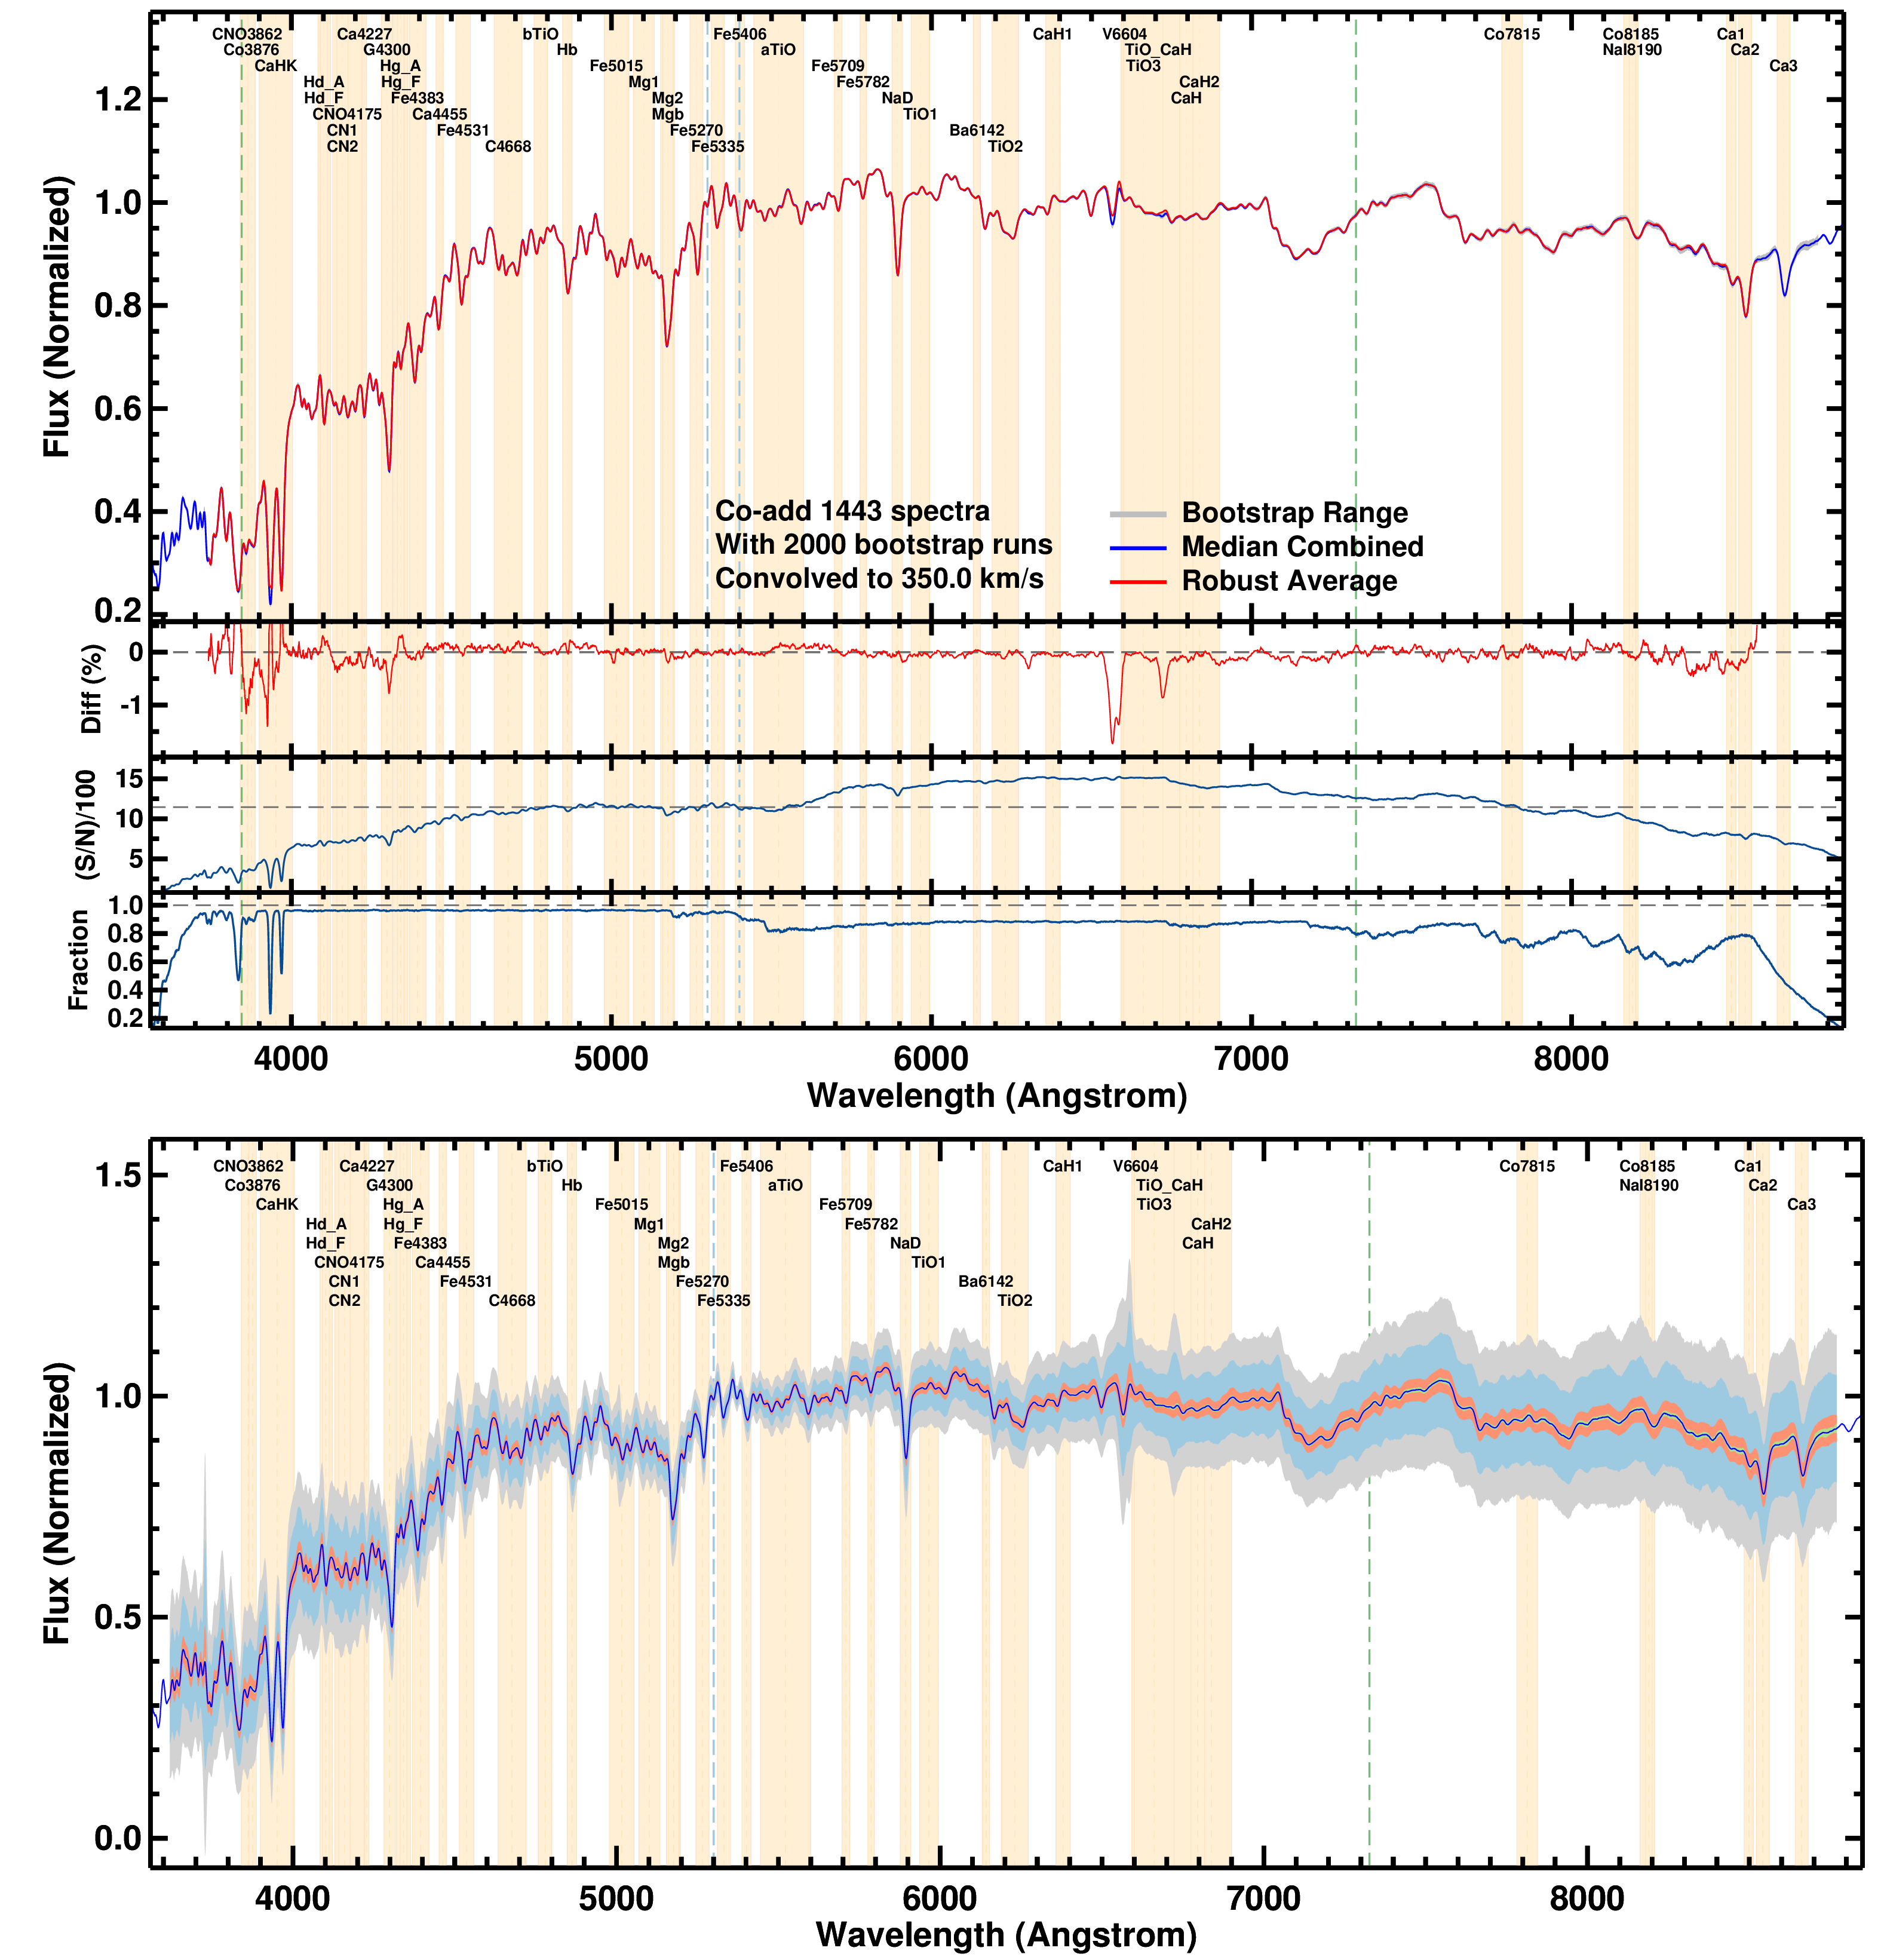 CNO3862 Ca4227 bTiO Fe5406 CaH1 V6604 Co7815 Co8185 Ca1
Co3876 G4300 Hb aTiO TiO_CaH NaI8190 Ca2
CaHK Hg_A Fe5015 Fe5709 TiO3 Ca3
Hd_A Hg_F Mg1 Fe5782 CaH2
Hd_F Fe4383 Mg2 NaD CaH
CNO4175 Ca4455 Mgb TiO1
CN1 Fe4531 Fe5270 Ba6142
CN2 C4668 Fe5335 TiO2
1.2
1.0
0.8
0.6
0.4
0.2
Flux (Normalized)
Co-add 1443 spectra
With 2000 bootstrap runs
Convolved to 350.0 km/s
Bootstrap Range
Median Combined
Robust Average
0
-1
Diff (%)
15
10
5
(S/N)/100
1.0
0.8
0.6
0.4
0.2
Fraction
4000 5000 6000 7000 8000
Wavelength (Angstrom)
CNO3862 Ca4227 bTiO Fe5406 CaH1 V6604 Co7815 Co8185 Ca1
Co3876 G4300 Hb aTiO TiO_CaH NaI8190 Ca2
CaHK Hg_A Fe5015 Fe5709 TiO3 Ca3
Hd_A Hg_F Mg1 Fe5782 CaH2
Hd_F Fe4383 Mg2 NaD CaH
CNO4175 Ca4455 Mgb TiO1
CN1 Fe4531 Fe5270 Ba6142
CN2 C4668 Fe5335 TiO2
1.5
1.0
0.5
0.0
Flux (Normalized)
4000 5000 6000 7000 8000
Wavelength (Angstrom)